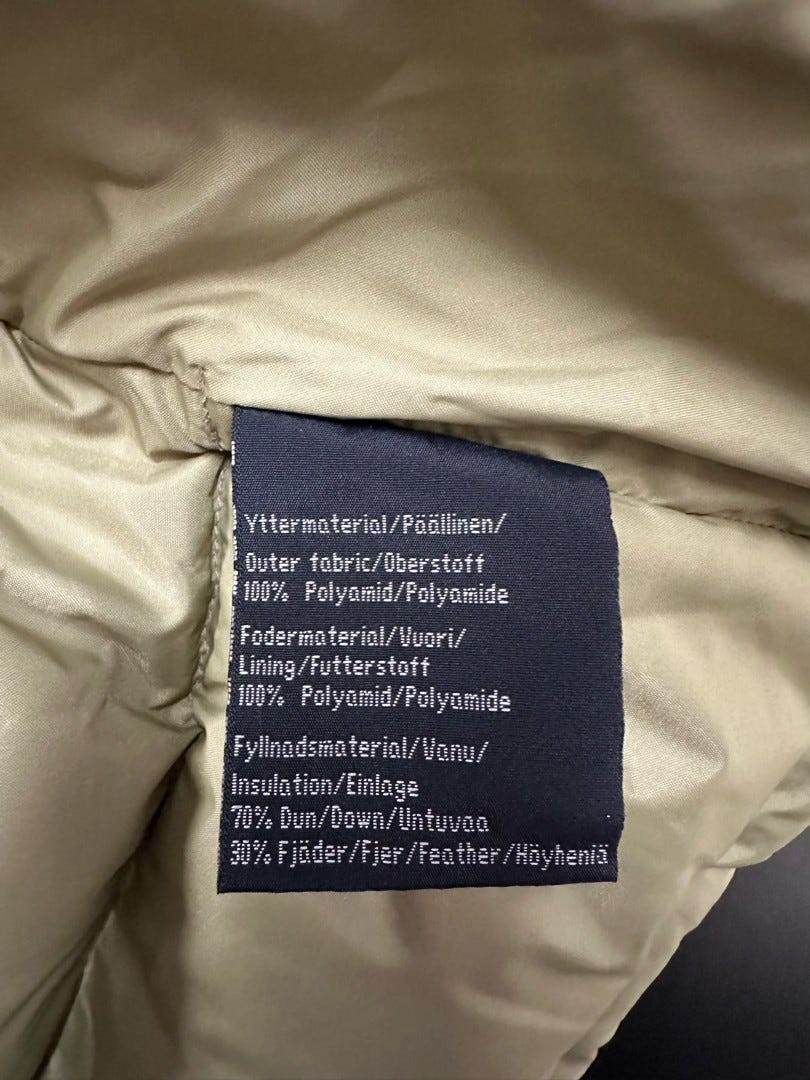 Yttermaterial/Päällinen/
Outer fabric/Oberstoff
100% Polyamid/Polyamide
Fodermaterial/Vuori/
Lining/Futterstoff
100% Polyamid/Polyamide
Fyllnadsmaterial/Vanu/
Insulation/Einlage
70% Dun/Down/Untuvaa
30% Fjäder/Fjer/Feather/Höyheniä